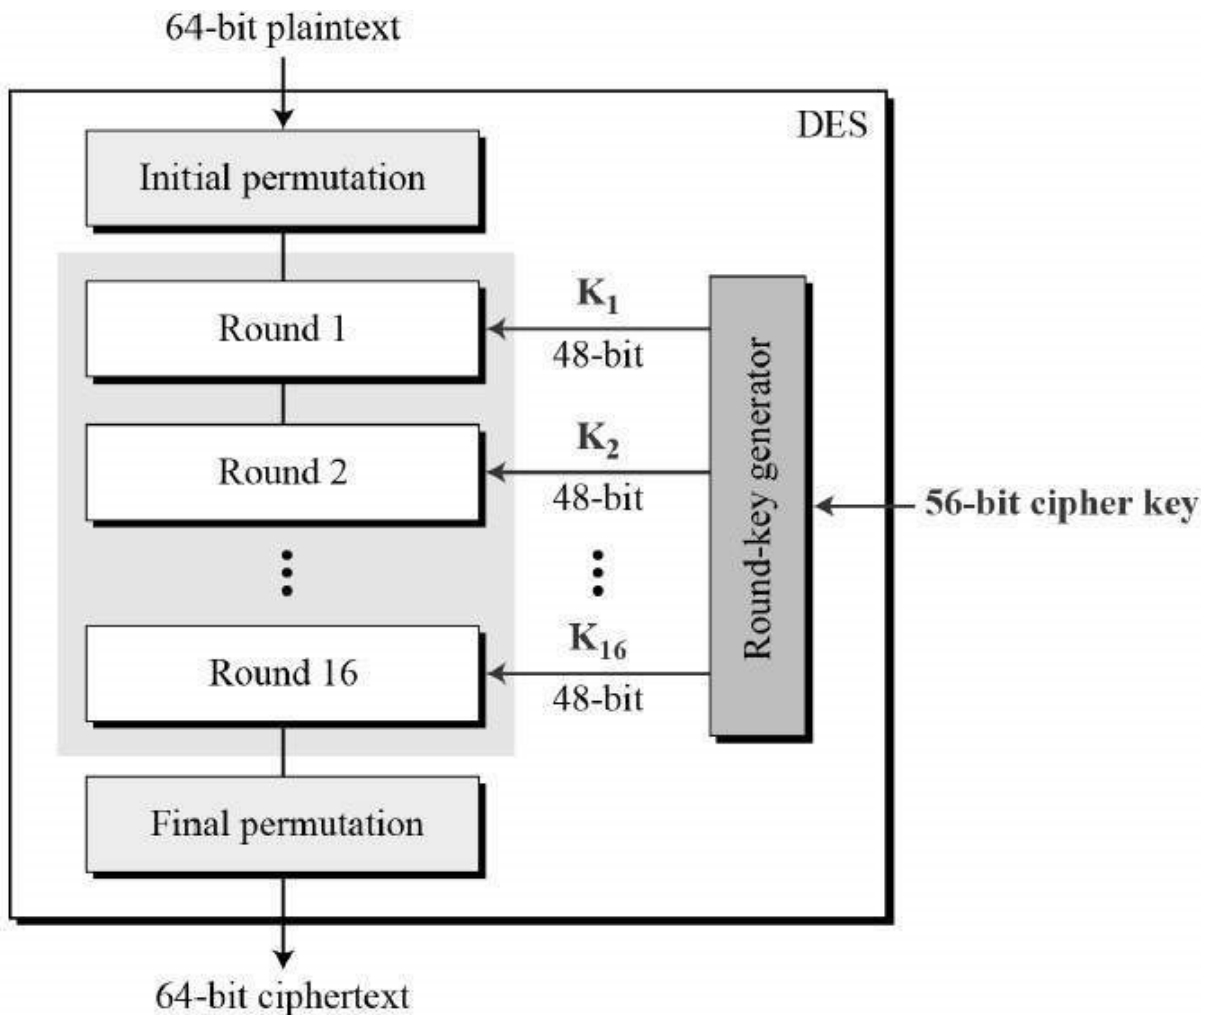 64-bit plaintext
DES
Initial permutation
Round 1
K1
48-bit
Round 2
K2
48-bit
Round 16
K16
48-bit
Round-key generator
56-bit cipher key
Final permutation
64-bit ciphertext